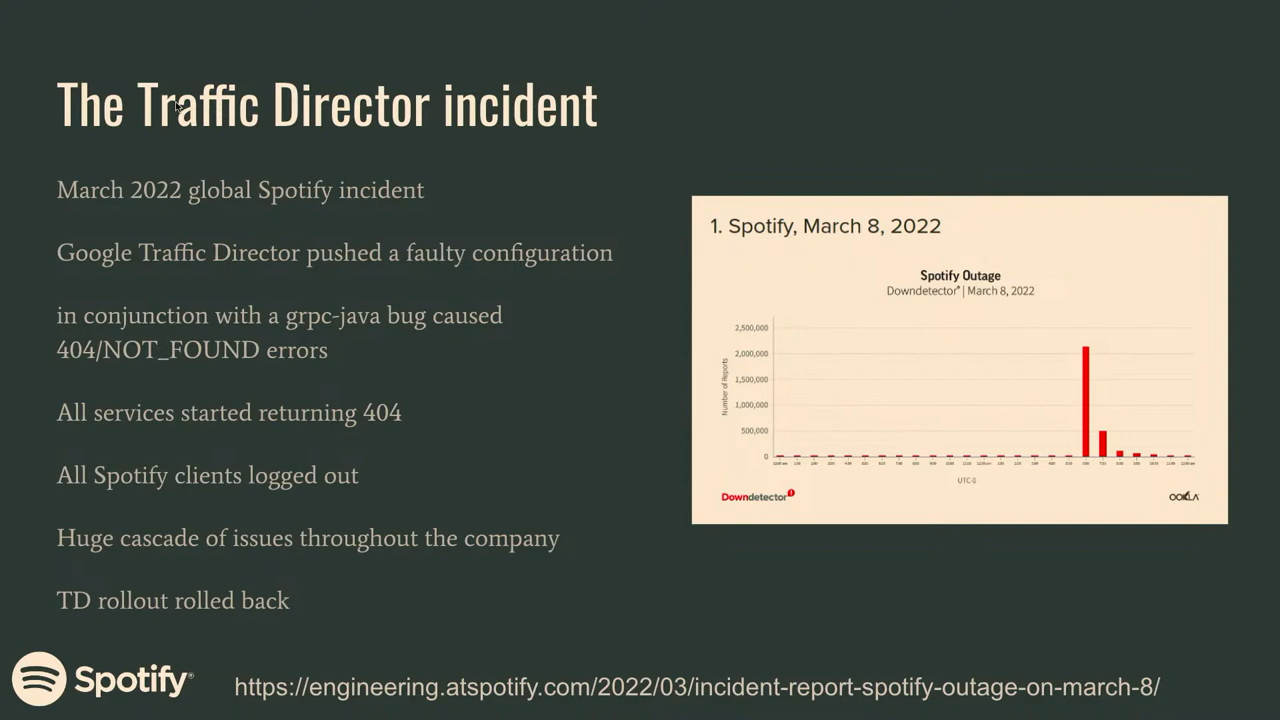 The Traffic Director incident
March 2022 global Spotify incident
Google Traffic Director pushed a faulty configuration
in conjunction with a grpc-java bug caused
404/NOT_FOUND errors
All services started returning 404
All Spotify clients logged out
Huge cascade of issues throughout the company
TD rollout rolled back
1. Spotify, March 8, 2022
Spotify Outage
Downdetector® | March 8, 2022
Number of Reports
2,500,000
2,000,000
1,500,000
1,000,000
500,000
0
Downdetector
OOKLA
Spotify®
https://engineering.atspotify.com/2022/03/incident-report-spotify-outage-on-march-8/